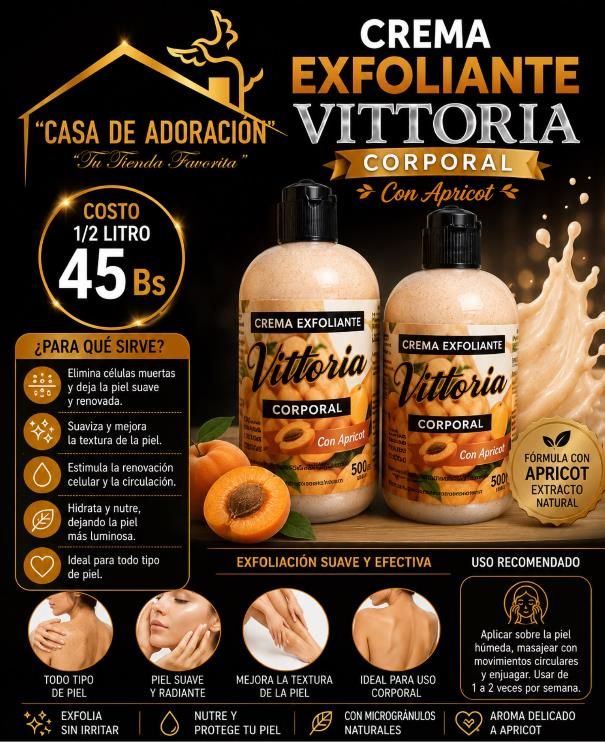 "CASA DE ADORACIÓN"
"Tu Tienda Favorita"
CREMA
EXFOLIANTE
VITTORIA
CORPORAL
Con Apricot
COSTO
1/2 LITRO
45 Bs
CREMA EXFOLIANTE
Vittoria
CORPORAL
Con Apricot
500
CREMA EXFOLIANTE
Vittoria
CORPORAL
Con Apricot
500
¿PARA QUÉ SIRVE?
Elimina células muertas
y deja la piel suave
y renovada.
Suaviza y mejora
la textura de la piel.
Estimula la renovación
celular y la circulación.
Hidrata y nutre,
dejando la piel
más luminosa.
Ideal para todo tipo
de piel.
FÓRMULA CON
APRICOT
EXTRACTO
NATURAL
EXFOLIACIÓN SUAVE Y EFECTIVA
TODO TIPO
DE PIEL
PIEL SUAVE
Y RADIANTE
MEJORA LA TEXTURA
DE LA PIEL
IDEAL PARA USO
CORPORAL
USO RECOMENDADO
Aplicar sobre la piel
húmeda, masajear con
movimientos circulares
y enjuagar. Usar de
1 a 2 veces por semana.
EXFOLIA
SIN IRRITAR
NUTRE Y
PROTEGE TU PIEL
CON MICROGRÁNULOS
NATURALES
AROMA DELICADO
A APRICOT